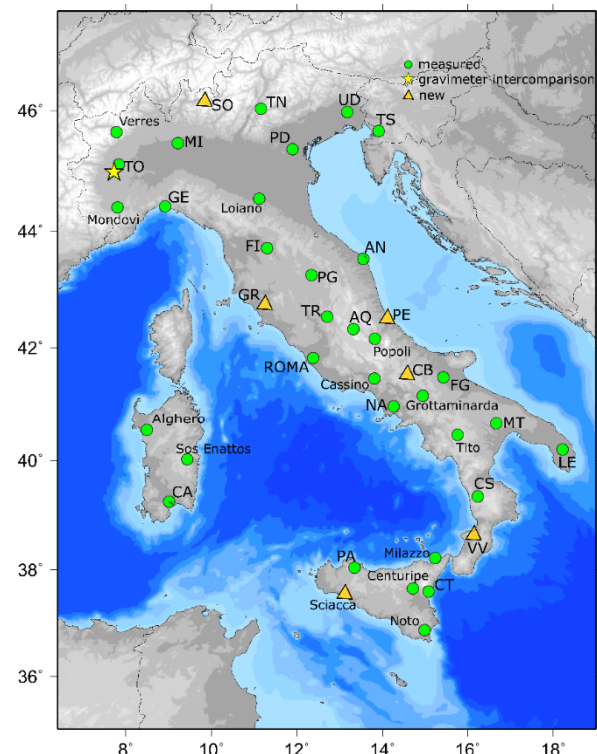 measured
gravimeter intercomparison
new
46°
44°
42°
40°
38°
36°
SO
TN
UD
TS
Verres
MI
PD
TO
Mondovì
GE
Loiano
FI
AN
PG
GR
TR
AQ
PE
Popoli
ROMA
Cassino
CB
FG
NA
Grottaminarda
MT
Alghero
Tito
LE
Sos Enattos
CA
CS
VV
Milazzo
PA
Centuripe
CT
Sciacca
Noto
8°
10°
12°
14°
16°
18°